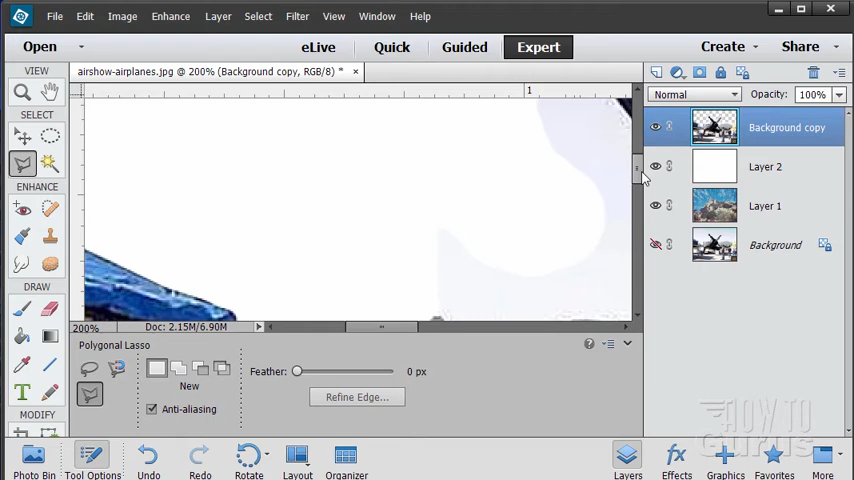 File Edit Image Enhance Layer Select Filter View Window Help
Open eLive Quick Guided Expert Create Share
VIEW
airshow-airplanes.jpg @ 200% (Background copy, RGB/8) *
1
Normal Opacity: 100%
SELECT
Background copy
Layer 2
ENHANCE
Layer 1
Background
DRAW
200% Doc: 2.15M/6.90M
Polygonal Lasso
New
Feather: 0 px
Anti-aliasing
Refine Edge...
T
MODIFY
HOW TO
Gurus
Photo Bin Tool Options Undo Redo Rotate Layout Organizer Layers Effects Graphics Favorites More